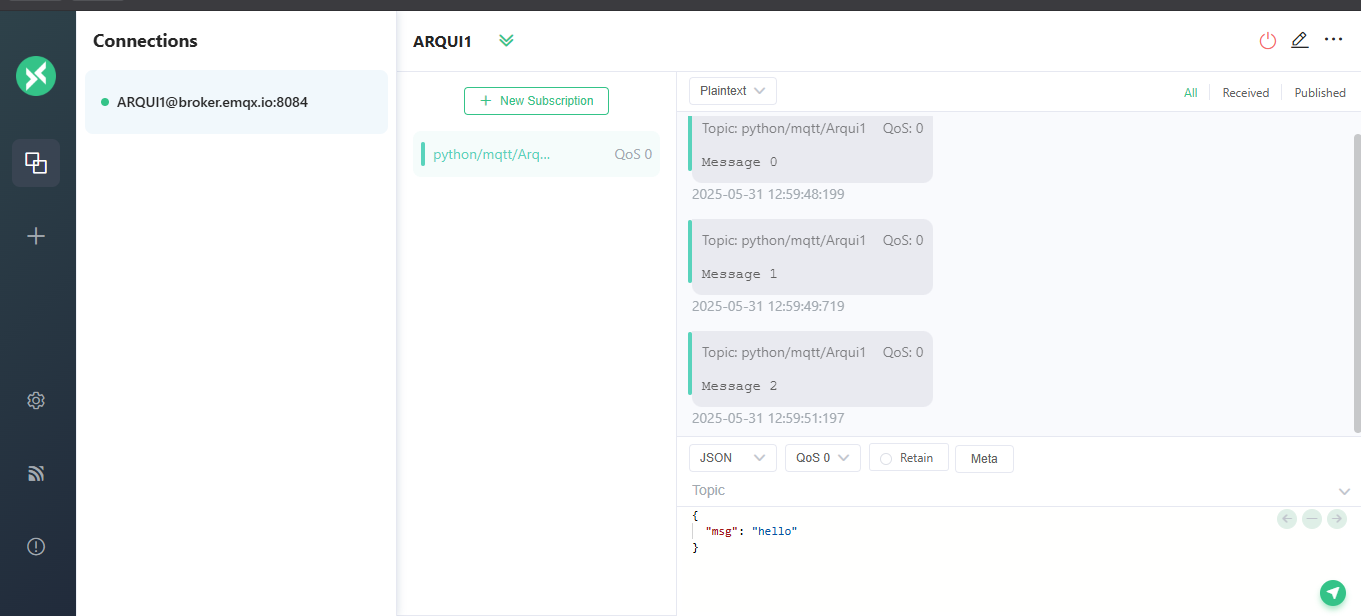 Connections
ARQUI1@broker.emqx.io:8084
ARQUI1
New Subscription
python/mqtt/Arq... QoS 0
Plaintext
All Received Published
Topic: python/mqtt/Arqui1 QoS: 0
Message 0
2025-05-31 12:59:48:199
Topic: python/mqtt/Arqui1 QoS: 0
Message 1
2025-05-31 12:59:49:719
Topic: python/mqtt/Arqui1 QoS: 0
Message 2
2025-05-31 12:59:51:197
JSON QoS 0 Retain Meta
Topic
{
"msg": "hello"
}